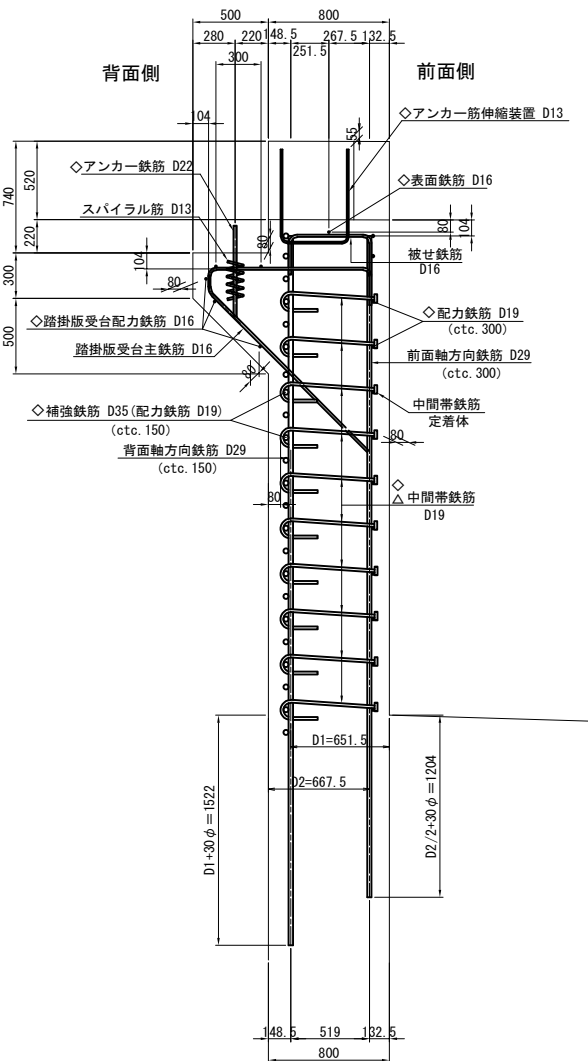 500
800
280
220
148.5
267.5
132.5
251.5
300
背面側
前面側
104
55
◇アンカー筋伸縮装置 D13
740
520
220
◇アンカー鉄筋 D22
◇表面鉄筋 D16
スパイラル筋 D13
80
80
104
被せ鉄筋
D16
300
104
80
500
◇踏掛版受台配力鉄筋 D16
踏掛版受台主鉄筋 D16
◇配力鉄筋 D19
(ctc.300)
前面軸方向鉄筋 D29
(ctc.300)
80
◇補強鉄筋 D35(配力鉄筋 D19)
(ctc.150)
中間帯鉄筋
定着体
背面軸方向鉄筋 D29
(ctc.150)
80
80
◇
△ 中間帯鉄筋
D19
D1=651.5
D2=667.5
D1+30φ=1522
D2/2+30φ=1204
148.5
519
132.5
800